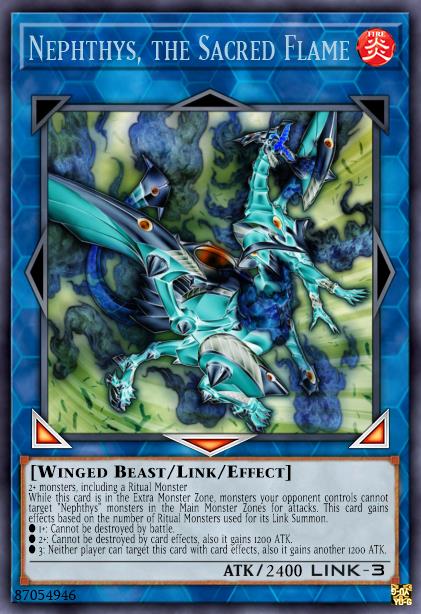 NEPHTHYS, THE SACRED FLAME
FIRE
炎
[WINGED BEAST/LINK/EFFECT]
2+ monsters, including a Ritual Monster
While this card is in the Extra Monster Zone, monsters your opponent controls cannot
target "Nephthys" monsters in the Main Monster Zones for attacks. This card gains
effects based on the number of Ritual Monsters used for its Link Summon.
● 1+: Cannot be destroyed by battle.
● 2+: Cannot be destroyed by card effects, also it gains 1200 ATK.
● 3: Neither player can target this card with card effects, also it gains another 1200 ATK.
ATK/2400 LINK-3
87054946